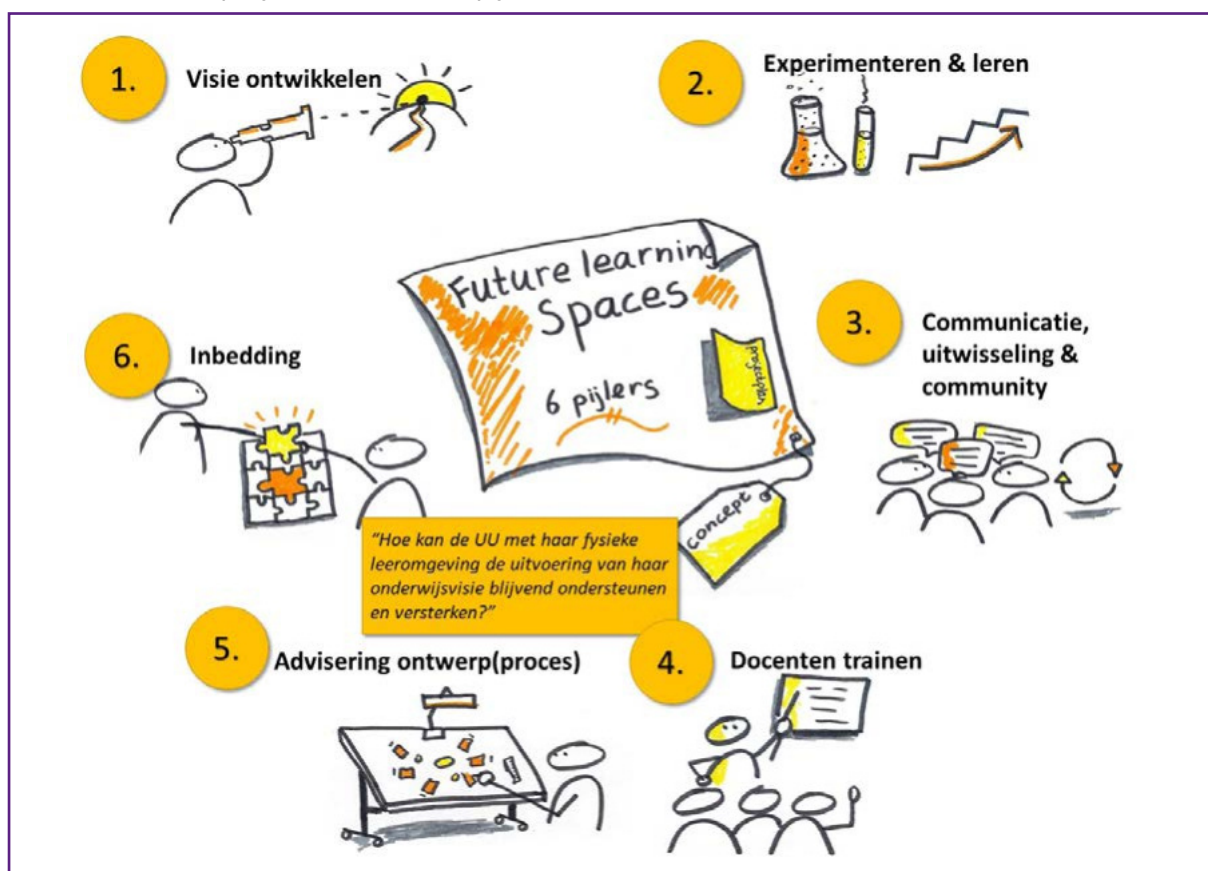 1.
Visie ontwikkelen
2.
Experimenteren & leren
Future learning
Spaces
6 pijlers
projectplan
concept
3.
Communicatie,
uitwisseling &
community
6.
Inbedding
"Hoe kan de UU met haar fysieke
leeromgeving de uitvoering van haar
onderwijsvisie blijvend ondersteunen
en versterken?"
5.
Advisering ontwerp(proces)
4.
Docenten trainen